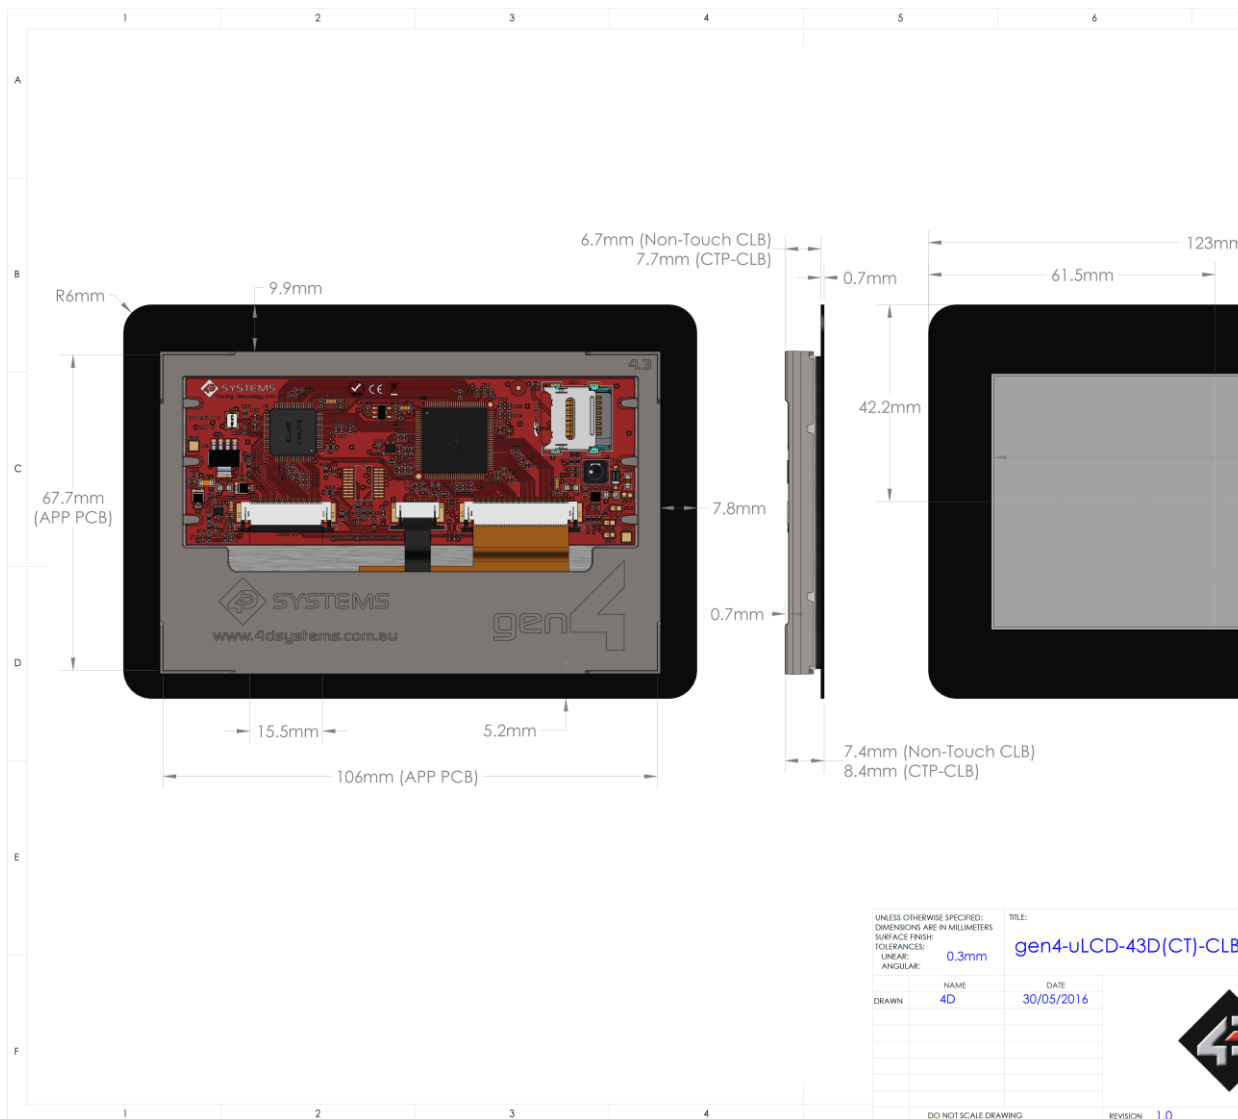 1 2 3 4 5 6
A
B
C
D
E
F
6.7mm (Non-Touch CLB)
7.7mm (CTP-CLB)
0.7mm
123mm
61.5mm
R6mm
9.9mm
4.3
4D SYSTEMS
CE
42.2mm
67.7mm
(APP PCB)
7.8mm
0.7mm
4D SYSTEMS
www.4dsystems.com.au
gen4
15.5mm
5.2mm
106mm (APP PCB)
7.4mm (Non-Touch CLB)
8.4mm (CTP-CLB)
UNLESS OTHERWISE SPECIFIED:
DIMENSIONS ARE IN MILLIMETERS
SURFACE FINISH:
TOLERANCES:
LINEAR: 0.3mm
ANGULAR:
TITLE:
gen4-uLCD-43D(CT)-CLB
NAME DATE
DRAWN 4D 30/05/2016
DO NOT SCALE DRAWING
REVISION 1.0
1 2 3 4